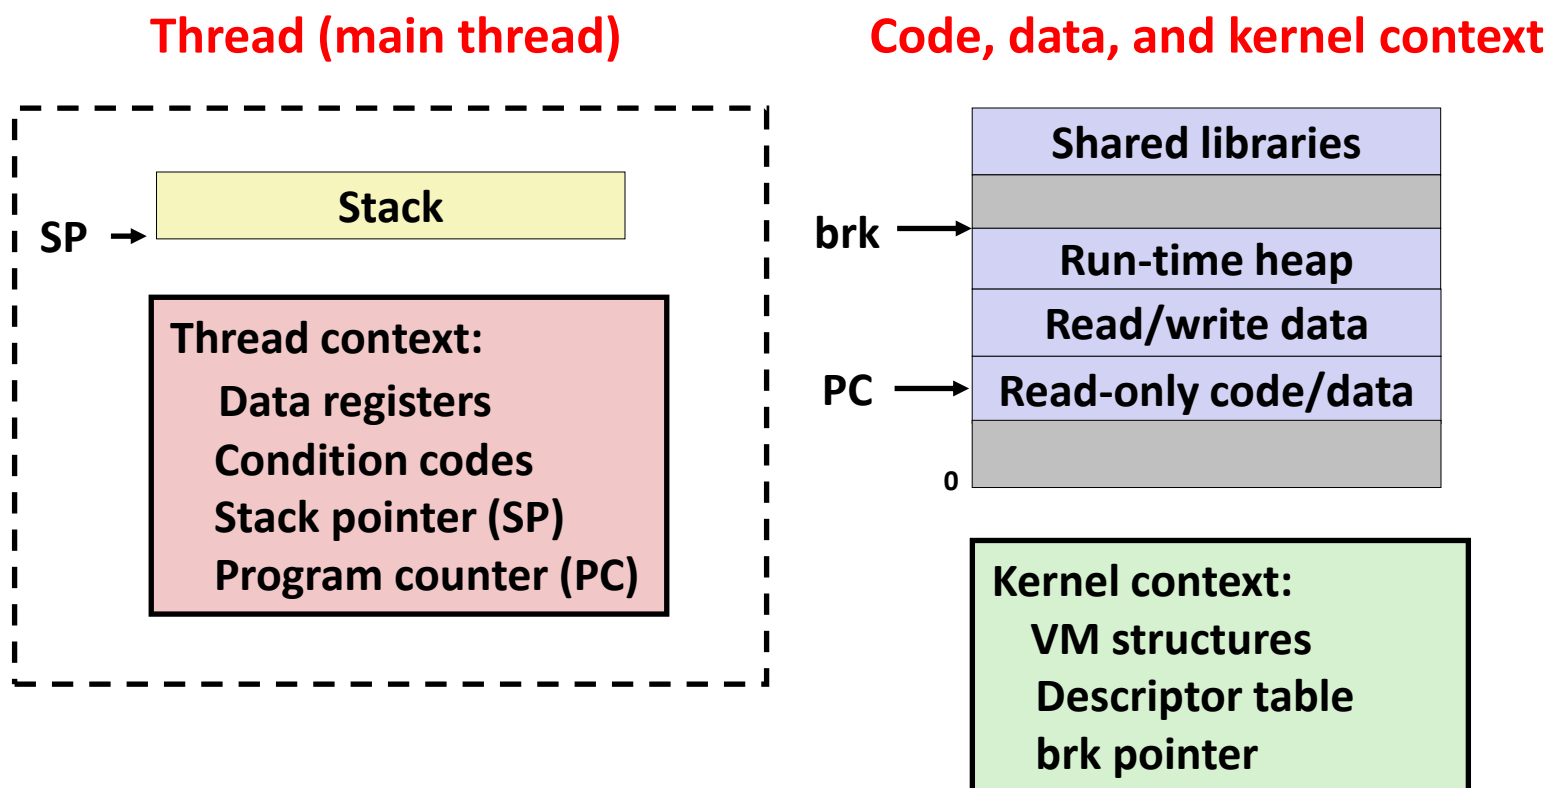 Thread (main thread)
Stack
SP
Thread context:
Data registers
Condition codes
Stack pointer (SP)
Program counter (PC)
Code, data, and kernel context
Shared libraries
brk
Run-time heap
Read/write data
PC
Read-only code/data
0
Kernel context:
VM structures
Descriptor table
brk pointer